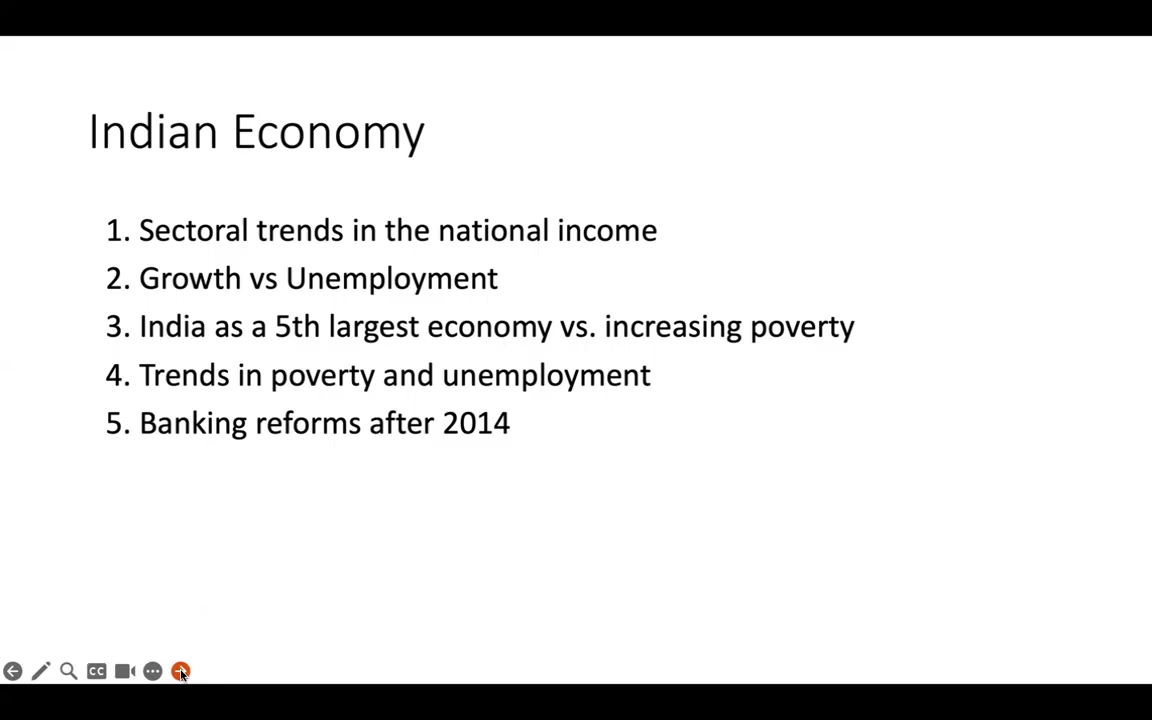 Indian Economy
1. Sectoral trends in the national income
2. Growth vs Unemployment
3. India as a 5th largest economy vs. increasing poverty
4. Trends in poverty and unemployment
5. Banking reforms after 2014
CC